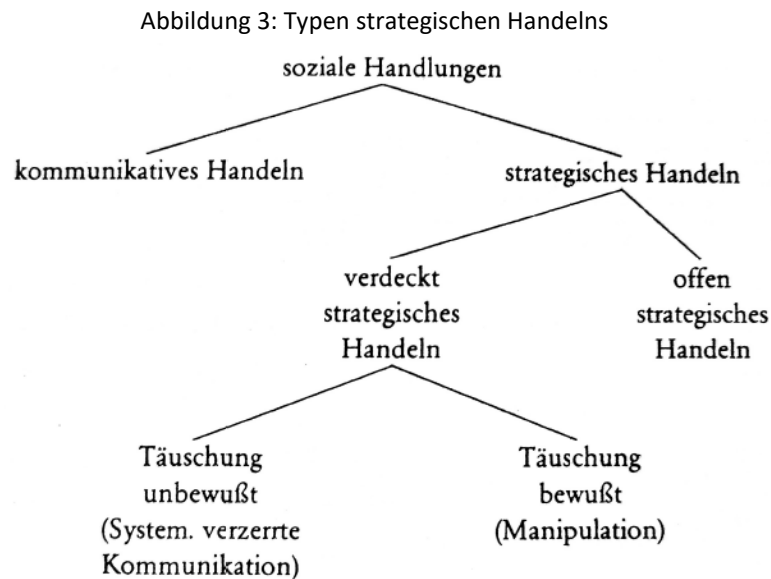 Abbildung 3: Typen strategischen Handelns
soziale Handlungen
kommunikatives Handeln
strategisches Handeln
verdeckt
strategisches
Handeln
offen
strategisches
Handeln
Täuschung
unbewußt
(System. verzerrte
Kommunikation)
Täuschung
bewußt
(Manipulation)